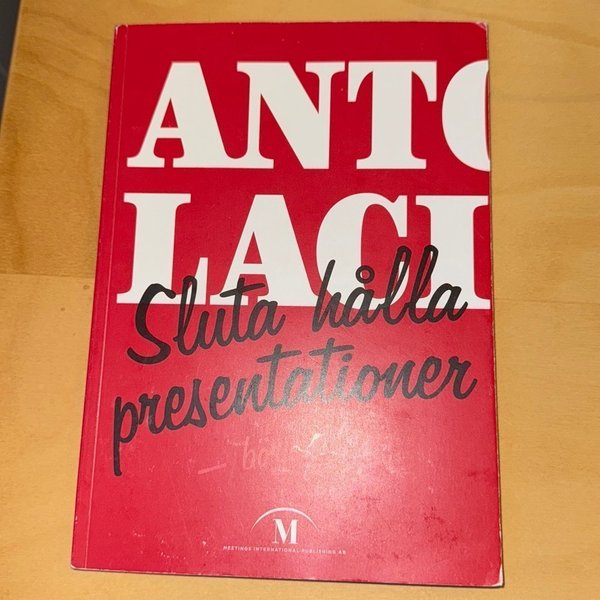 ANTO
LACI
Sluta hålla
presentationer
M
MEETINGS INTERNATIONAL PUBLISHING AB